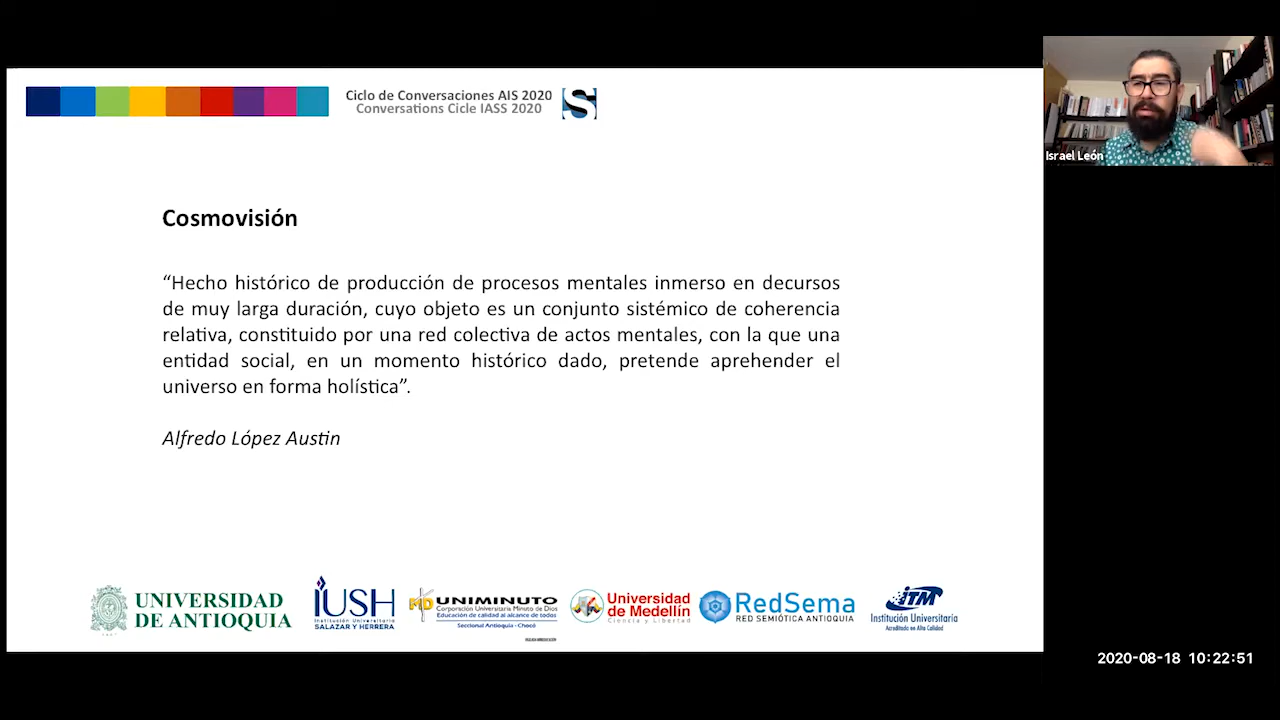 Ciclo de Conversaciones AIS 2020
Conversations Cicle IASS 2020
S
Israel León
Cosmovisión
“Hecho histórico de producción de procesos mentales inmerso en decursos
de muy larga duración, cuyo objeto es un conjunto sistémico de coherencia
relativa, constituido por una red colectiva de actos mentales, con la que una
entidad social, en un momento histórico dado, pretende aprehender el
universo en forma holística”.
Alfredo López Austin
UNIVERSIDAD
DE ANTIOQUIA
IUSH
Institución Universitaria
SALAZAR Y HERRERA
MD UNIMINUTO
Corporación Universitaria Minuto de Dios
Educación de calidad al alcance de todos
Seccional Antioquia - Chocó
Universidad
de Medellín
Ciencia y Libertad
RedSema
RED SEMIÓTICA ANTIOQUIA
ITM
Institución Universitaria
Acreditada en Alta Calidad
2020-08-18 10:22:51